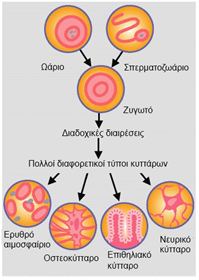 Ωάριο
Σπερματοζωάριο
Ζυγωτό
Διαδοχικές διαιρέσεις
Πολλοί διαφορετικοί τύποι κυττάρων
Ερυθρό
αιμοσφαίριο
Οστεοκύτταρο
Επιθηλιακό
κύτταρο
Νευρικό
κύτταρο